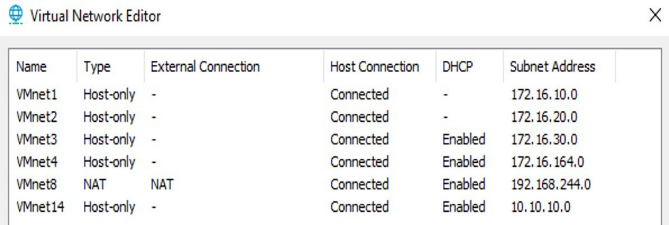 Virtual Network Editor
Name Type External Connection Host Connection DHCP Subnet Address
VMnet1 Host-only - Connected - 172.16.10.0
VMnet2 Host-only - Connected - 172.16.20.0
VMnet3 Host-only - Connected Enabled 172.16.30.0
VMnet4 Host-only - Connected Enabled 172.16.164.0
VMnet8 NAT NAT Connected Enabled 192.168.244.0
VMnet14 Host-only - Connected Enabled 10.10.10.0